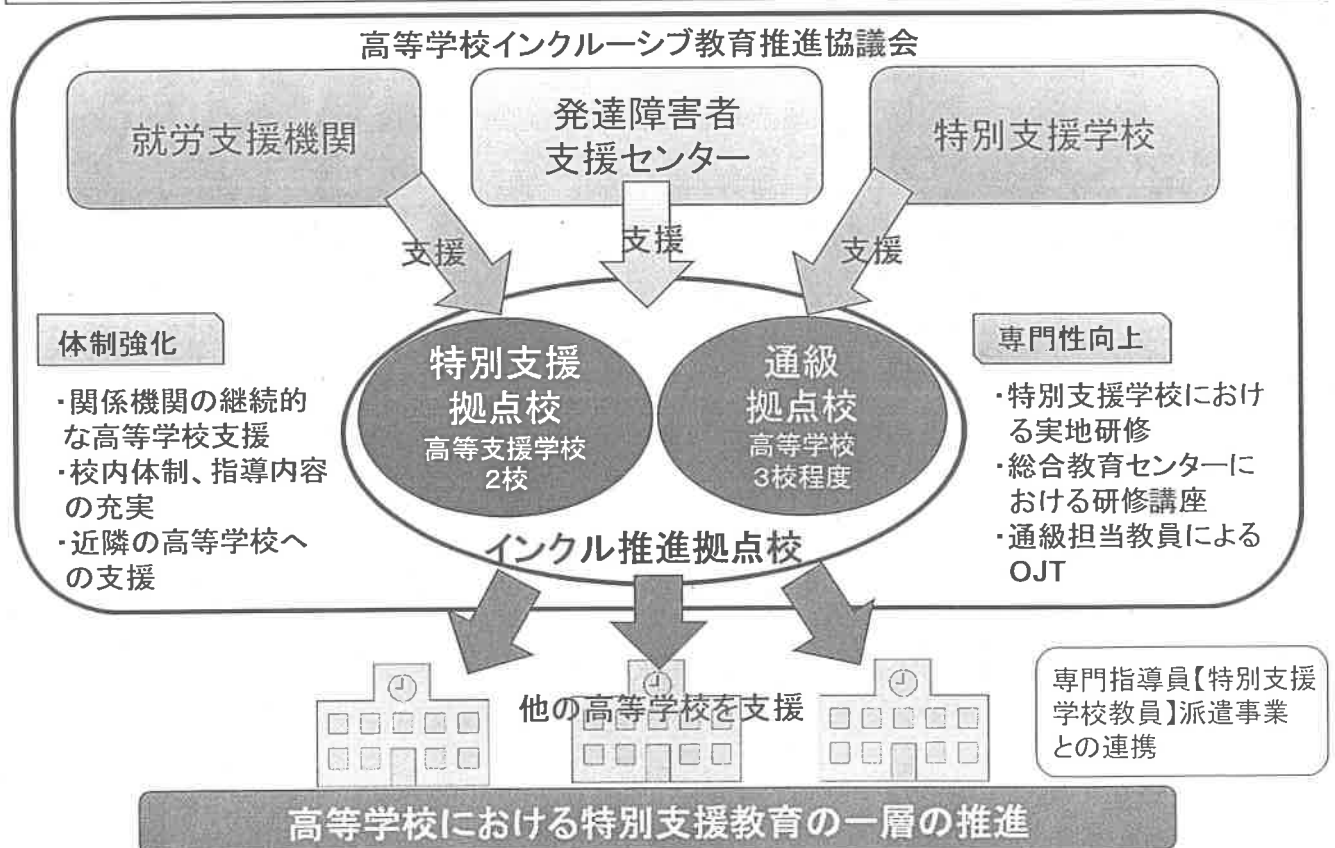 高等学校インクルーシブ教育推進協議会
就労支援機関
発達障害者
支援センター
特別支援学校
支援
支援
支援
体制強化
・関係機関の継続的
な高等学校支援
・校内体制、指導内容
の充実
・近隣の高等学校へ
の支援
特別支援
拠点校
高等支援学校
2校
通級
拠点校
高等学校
3校程度
インクル推進拠点校
専門性向上
・特別支援学校におけ
る実地研修
・総合教育センターに
おける研修講座
・通級担当教員による
OJT
他の高等学校を支援
専門指導員【特別支援
学校教員】派遣事業
との連携
高等学校における特別支援教育の一層の推進